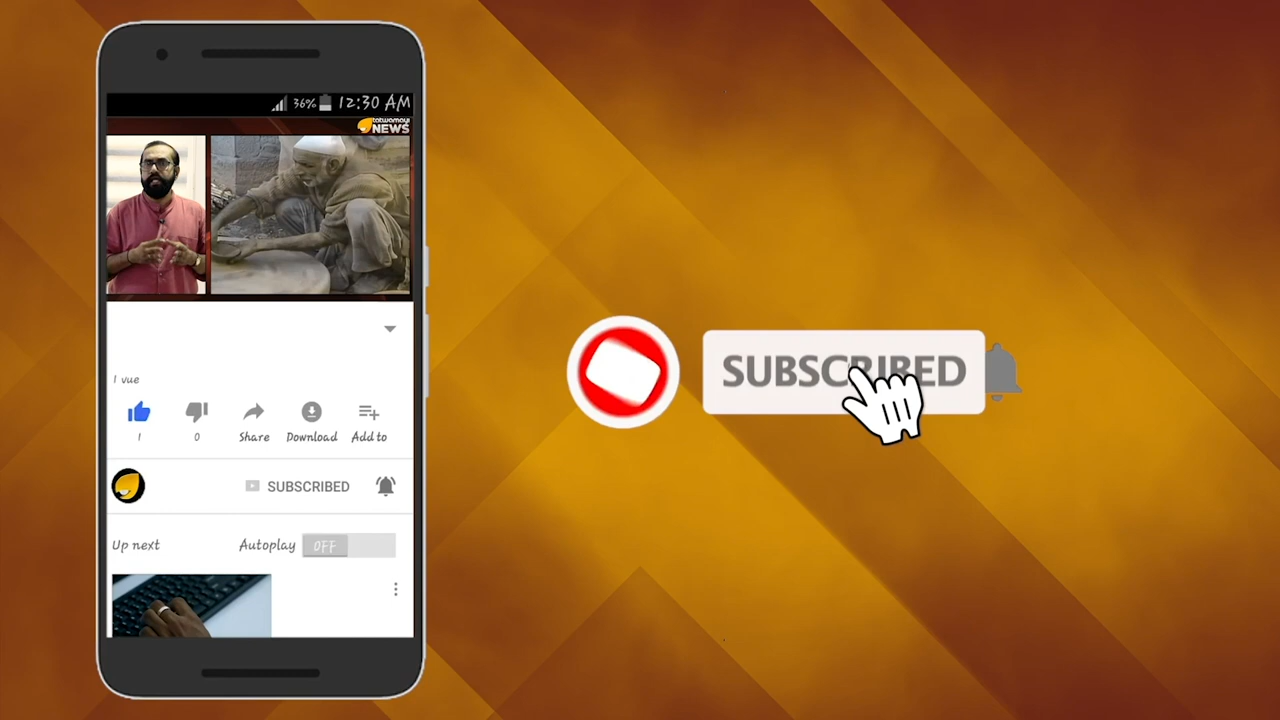 36% 12:30 AM
tatwamayi
NEWS
1 vue
1
0
Share
Download
Add to
SUBSCRIBED
Up next
Autoplay
OFF
SUBSCRIBED